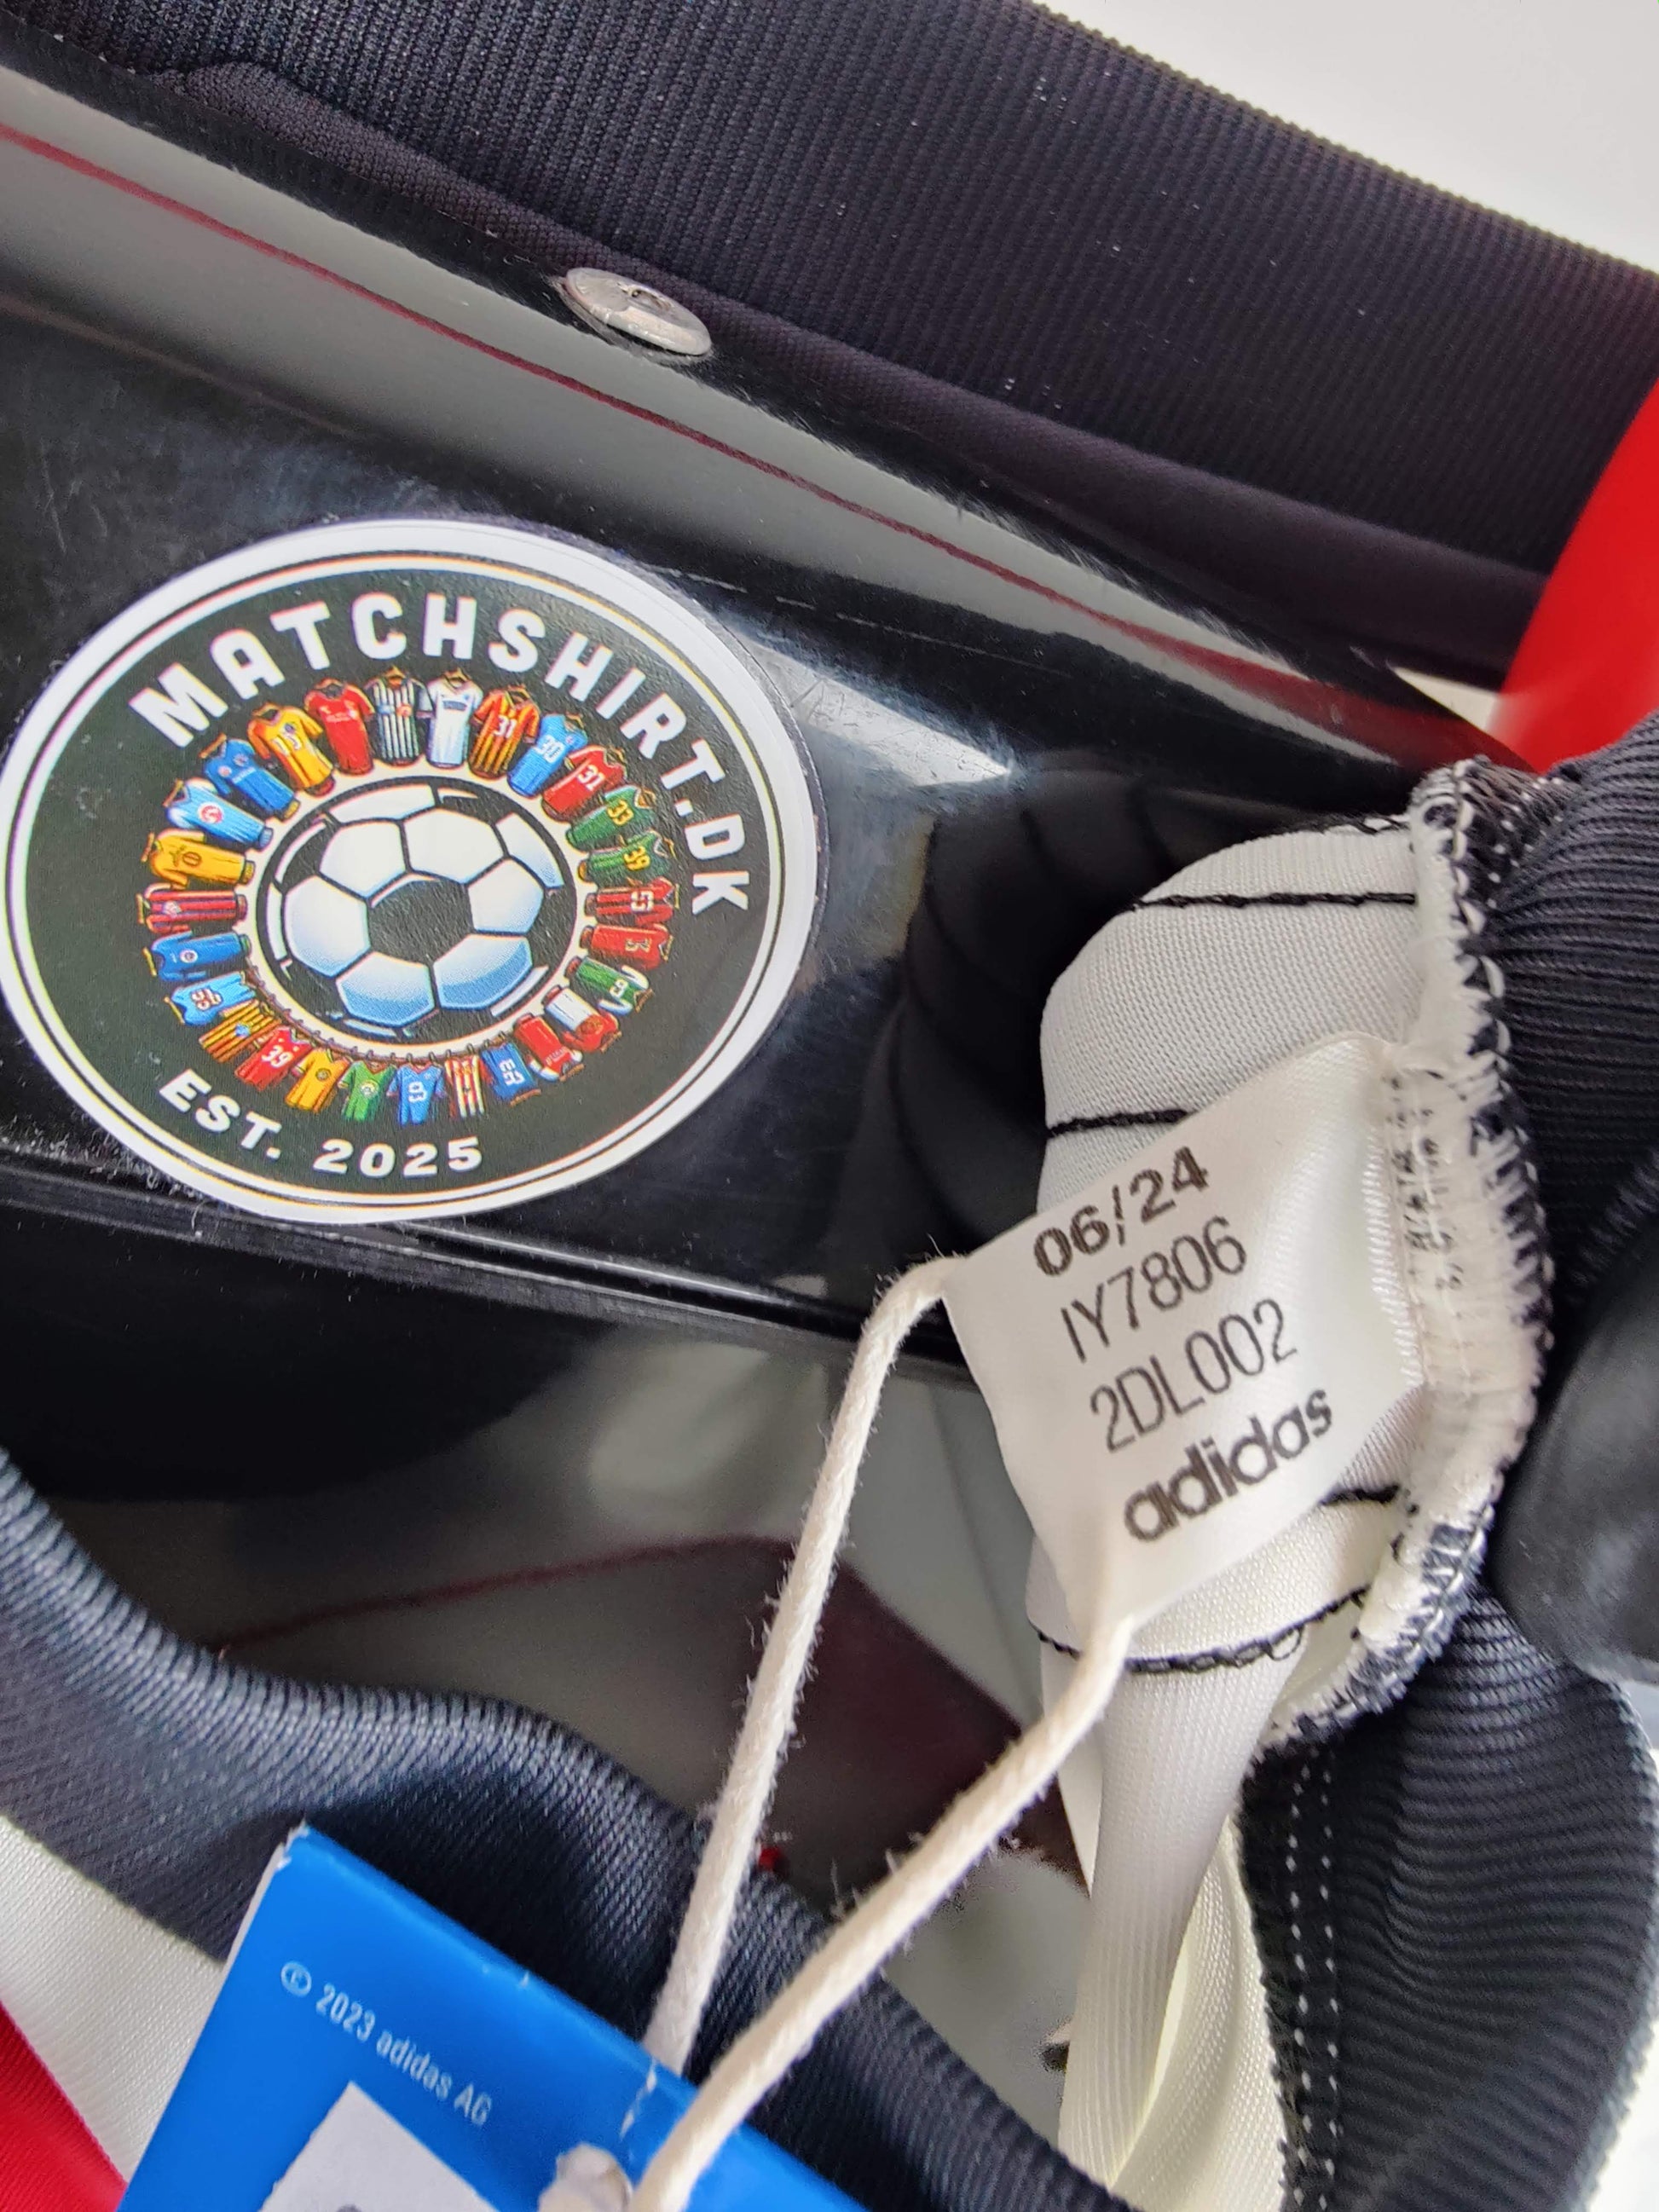 MATCHSHIRT.DK
EST. 2025
06/24
IY7806
2DL002
adidas
© 2023 adidas AG